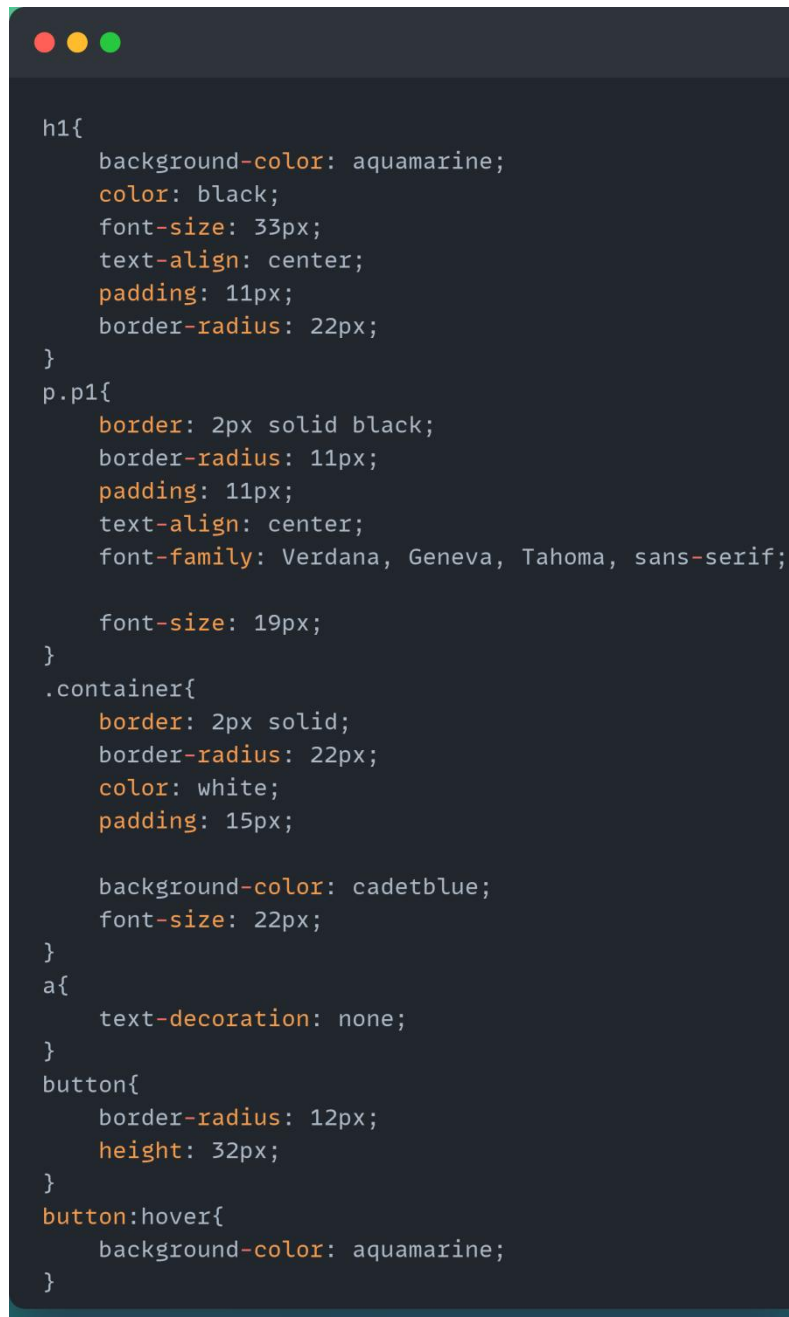 h1{
    background-color: aquamarine;
    color: black;
    font-size: 33px;
    text-align: center;
    padding: 11px;
    border-radius: 22px;
}
p.p1{
    border: 2px solid black;
    border-radius: 11px;
    padding: 11px;
    text-align: center;
    font-family: Verdana, Geneva, Tahoma, sans-serif;

    font-size: 19px;
}
.container{
    border: 2px solid;
    border-radius: 22px;
    color: white;
    padding: 15px;

    background-color: cadetblue;
    font-size: 22px;
}
a{
    text-decoration: none;
}
button{
    border-radius: 12px;
    height: 32px;
}
button:hover{
    background-color: aquamarine;
}